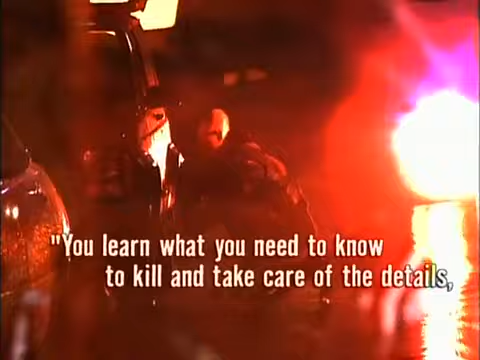 "You learn what you need to know
to kill and take care of the details,